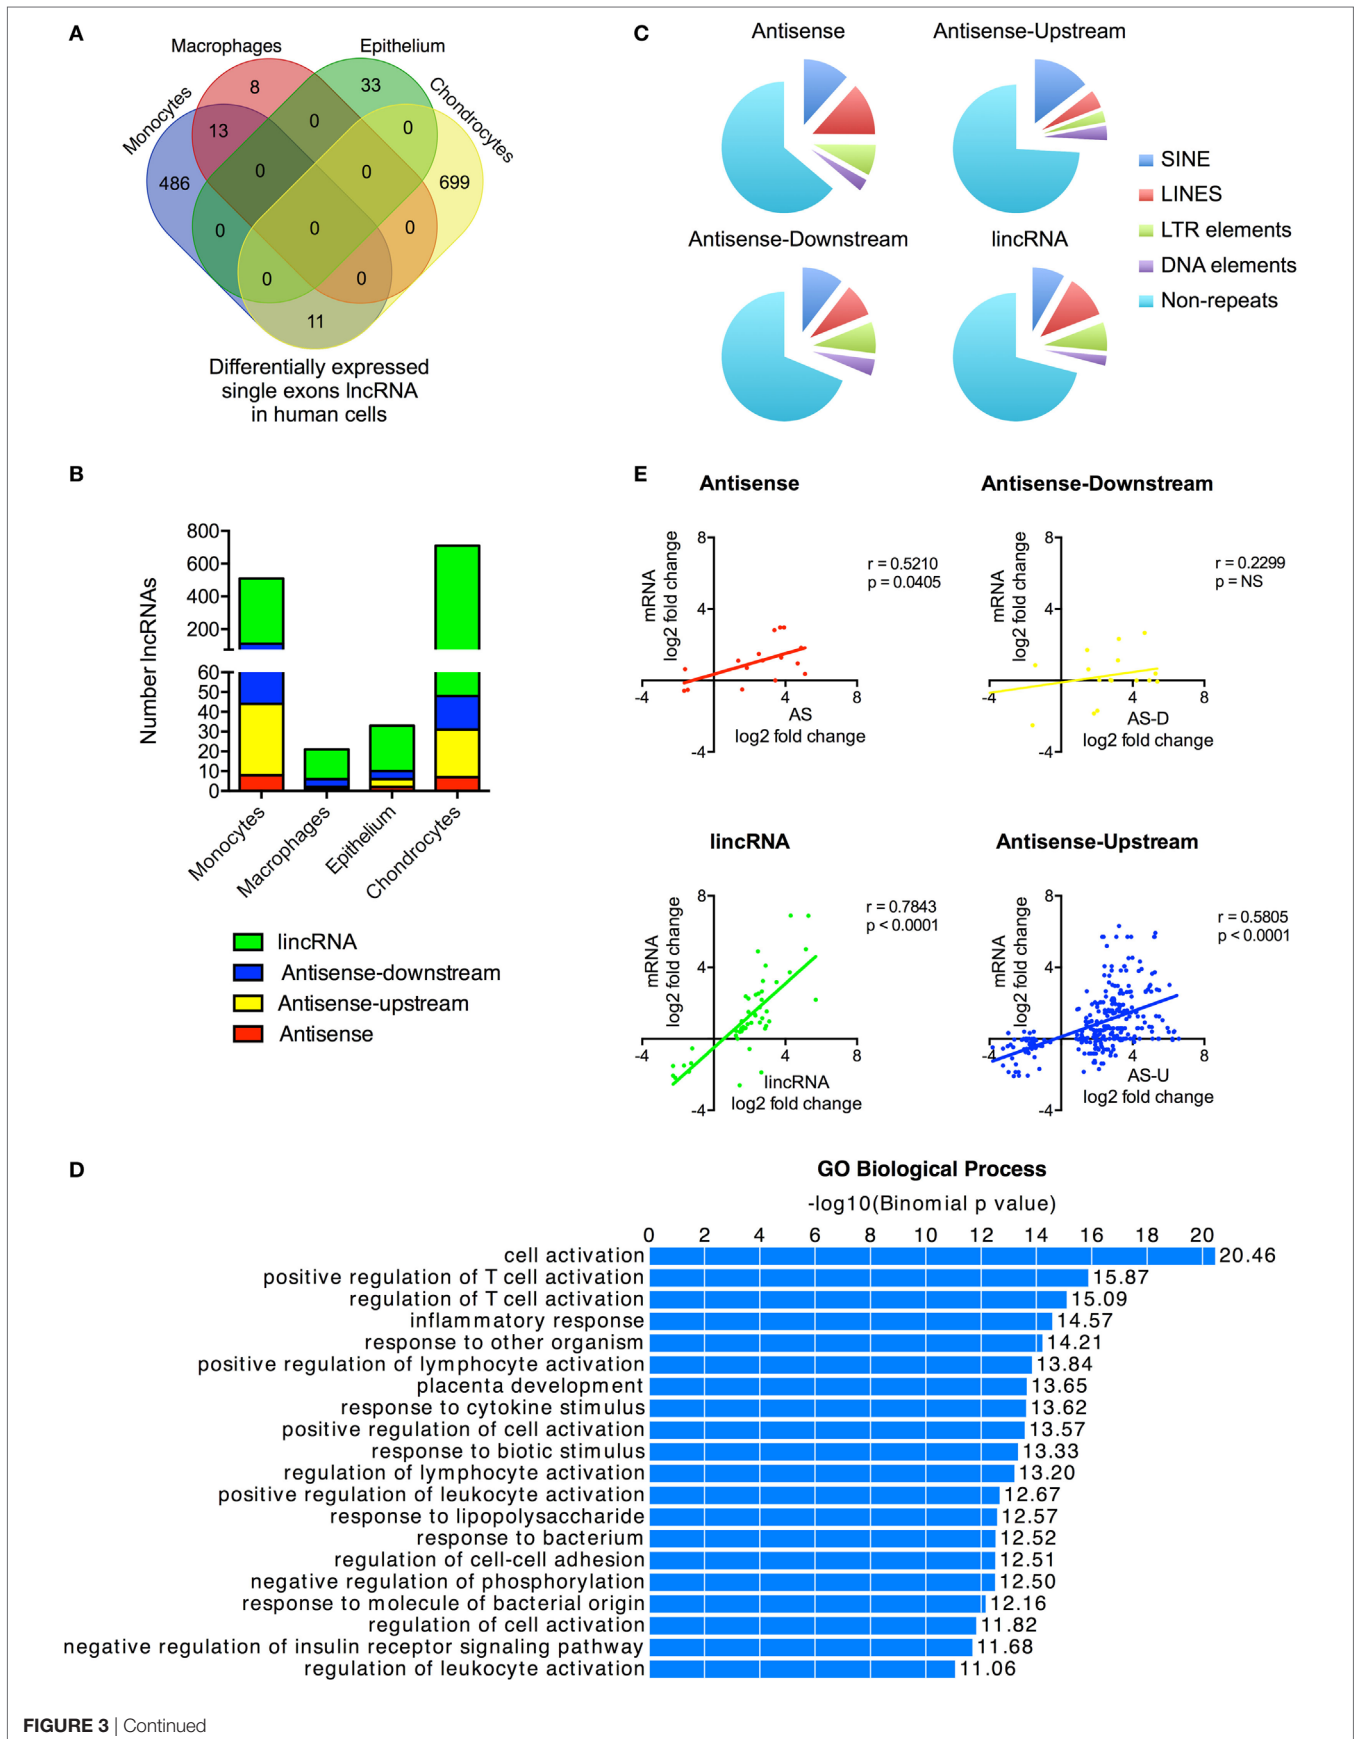 A
Macrophages
Epithelium
Monocytes
Chondrocytes
8
33
13
0
0
486
0
0
699
0
0
0
0
0
11
Differentially expressed
single exons lncRNA
in human cells
C
Antisense
Antisense-Upstream
Antisense-Downstream
lincRNA
SINE
LINES
LTR elements
DNA elements
Non-repeats
B
Number lncRNAs
800
600
400
200
60
50
40
30
20
10
0
Monocytes
Macrophages
Epithelium
Chondrocytes
lincRNA
Antisense-downstream
Antisense-upstream
Antisense
E
Antisense
mRNA
log2 fold change
8
4
-4
-4
4
8
r = 0.5210
p = 0.0405
AS
log2 fold change
Antisense-Downstream
mRNA
log2 fold change
8
4
-4
-4
4
8
r = 0.2299
p = NS
AS-D
log2 fold change
lincRNA
mRNA
log2 fold change
8
4
-4
-4
4
8
r = 0.7843
p < 0.0001
lincRNA
log2 fold change
Antisense-Upstream
mRNA
log2 fold change
8
4
-4
-4
4
8
r = 0.5805
p < 0.0001
AS-U
log2 fold change
D
GO Biological Process
-log10(Binomial p value)
0 2 4 6 8 10 12 14 16 18 20
cell activation 20.46
positive regulation of T cell activation 15.87
regulation of T cell activation 15.09
inflammatory response 14.57
response to other organism 14.21
positive regulation of lymphocyte activation 13.84
placenta development 13.65
response to cytokine stimulus 13.62
positive regulation of cell activation 13.57
response to biotic stimulus 13.33
regulation of lymphocyte activation 13.20
positive regulation of leukocyte activation 12.67
response to lipopolysaccharide 12.57
response to bacterium 12.52
regulation of cell-cell adhesion 12.51
negative regulation of phosphorylation 12.50
response to molecule of bacterial origin 12.16
regulation of cell activation 11.82
negative regulation of insulin receptor signaling pathway 11.68
regulation of leukocyte activation 11.06
FIGURE 3 | Continued